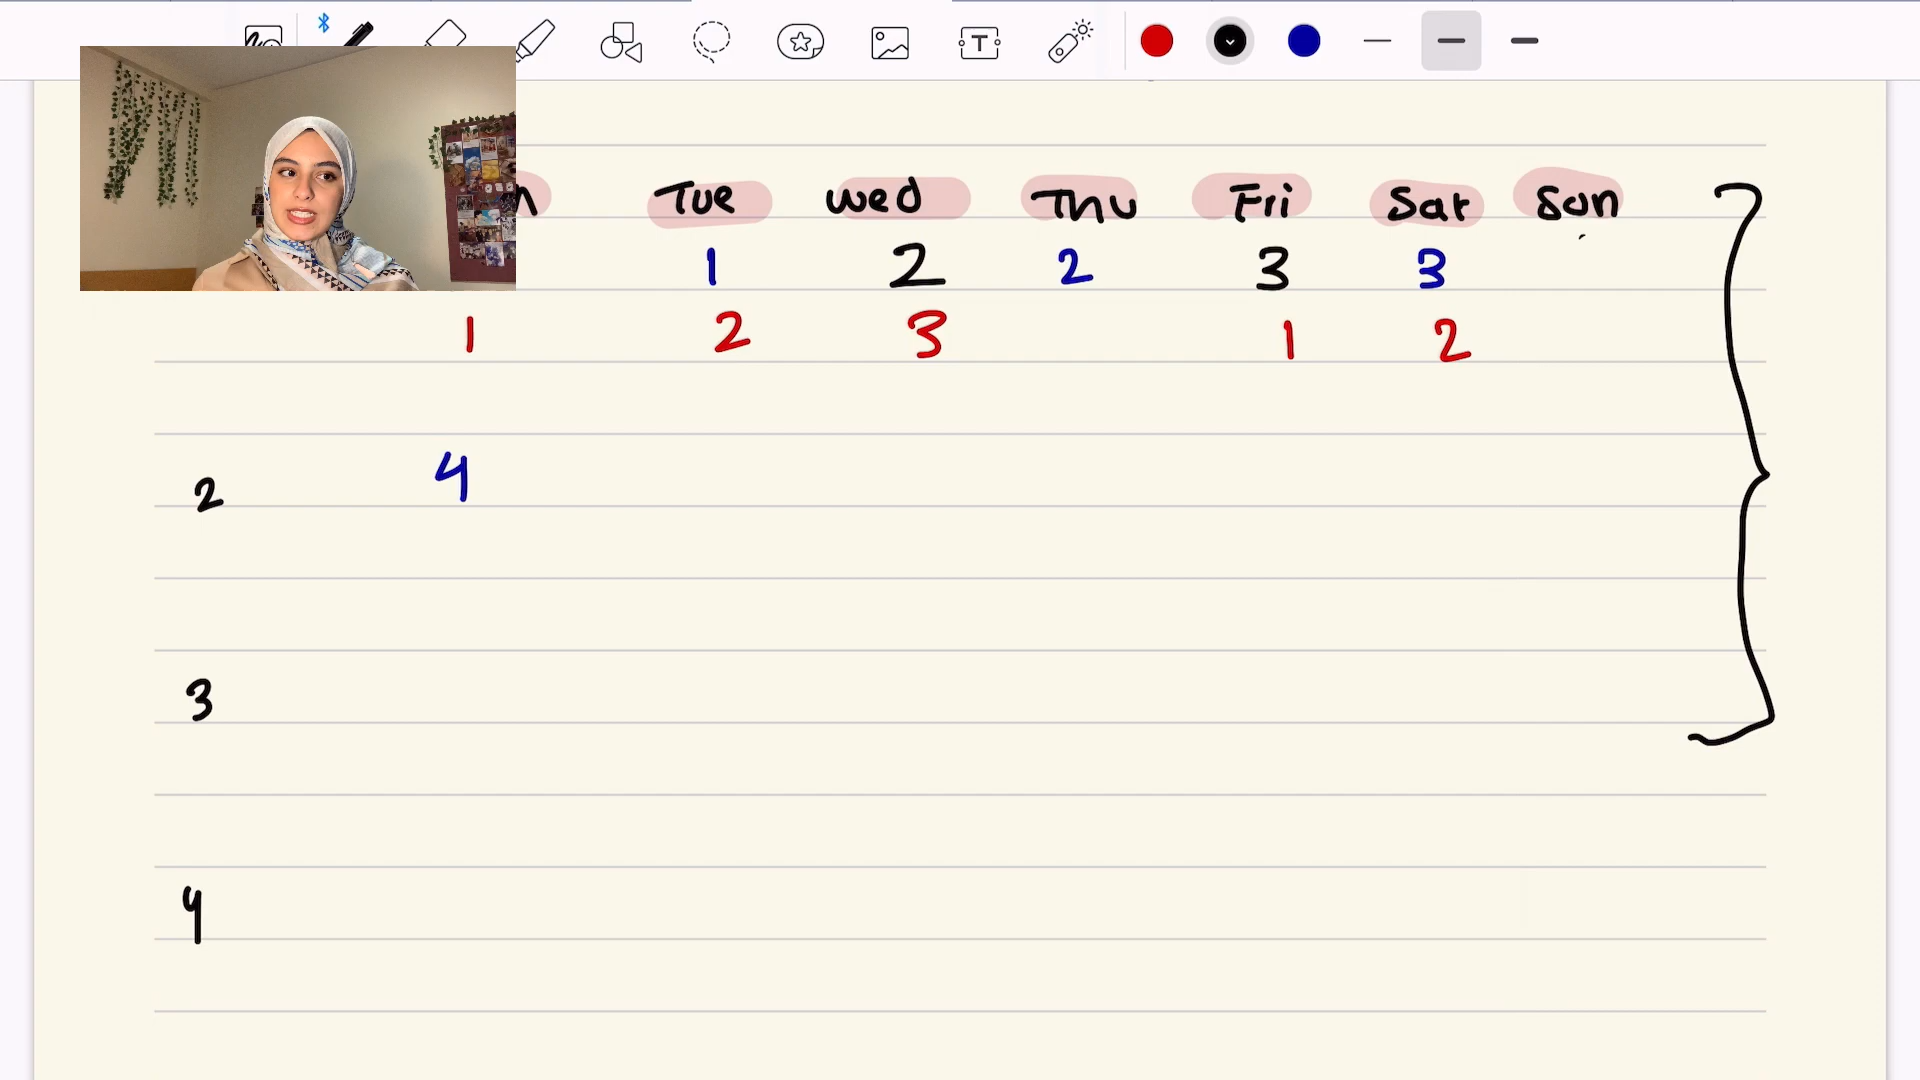 Tue wed Thu Fri Sat Sun
1 2 2 3 3
1 2 3 1 2
2 4
3
4